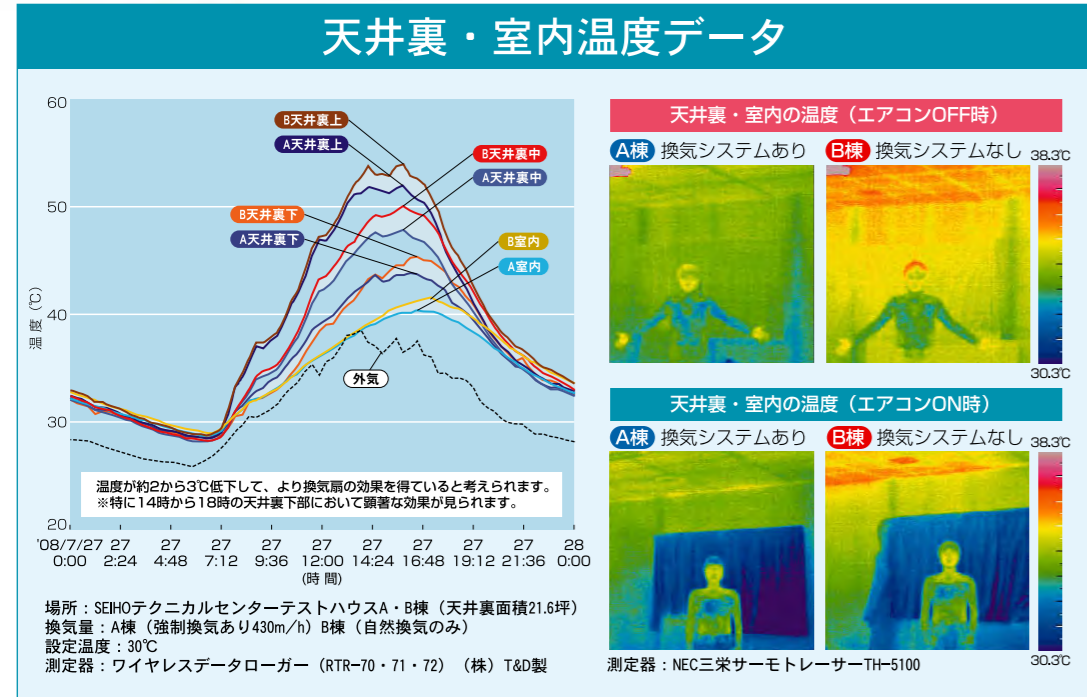 天井裏・室内温度データ
60
50
40
30
20
温度（℃）
B天井裏上
A天井裏上
B天井裏中
A天井裏中
B天井裏下
A天井裏下
B室内
A室内
外気
温度が約2から3℃低下して、より換気扇の効果を得ていると考えられます。
※特に14時から18時の天井裏下部において顕著な効果が見られます。
'08/7/27 27 27 27 27 27 27 27 27 27 28
0:00 2:24 4:48 7:12 9:36 12:00 14:24 16:48 19:12 21:36 0:00
(時 間)
場所：SEIHOテクニカルセンターテストハウスA・B棟（天井裏面積21.6坪）
換気量：A棟（強制換気あり430m/h）B棟（自然換気のみ）
設定温度：30℃
測定器：ワイヤレスデータローガー（RTR-70・71・72）（株）T&D製
天井裏・室内の温度（エアコンOFF時）
A棟 換気システムあり B棟 換気システムなし 38.3℃
30.3℃
天井裏・室内の温度（エアコンON時）
A棟 換気システムあり B棟 換気システムなし 38.3℃
30.3℃
測定器：NEC三栄サーモトレーサーTH-5100